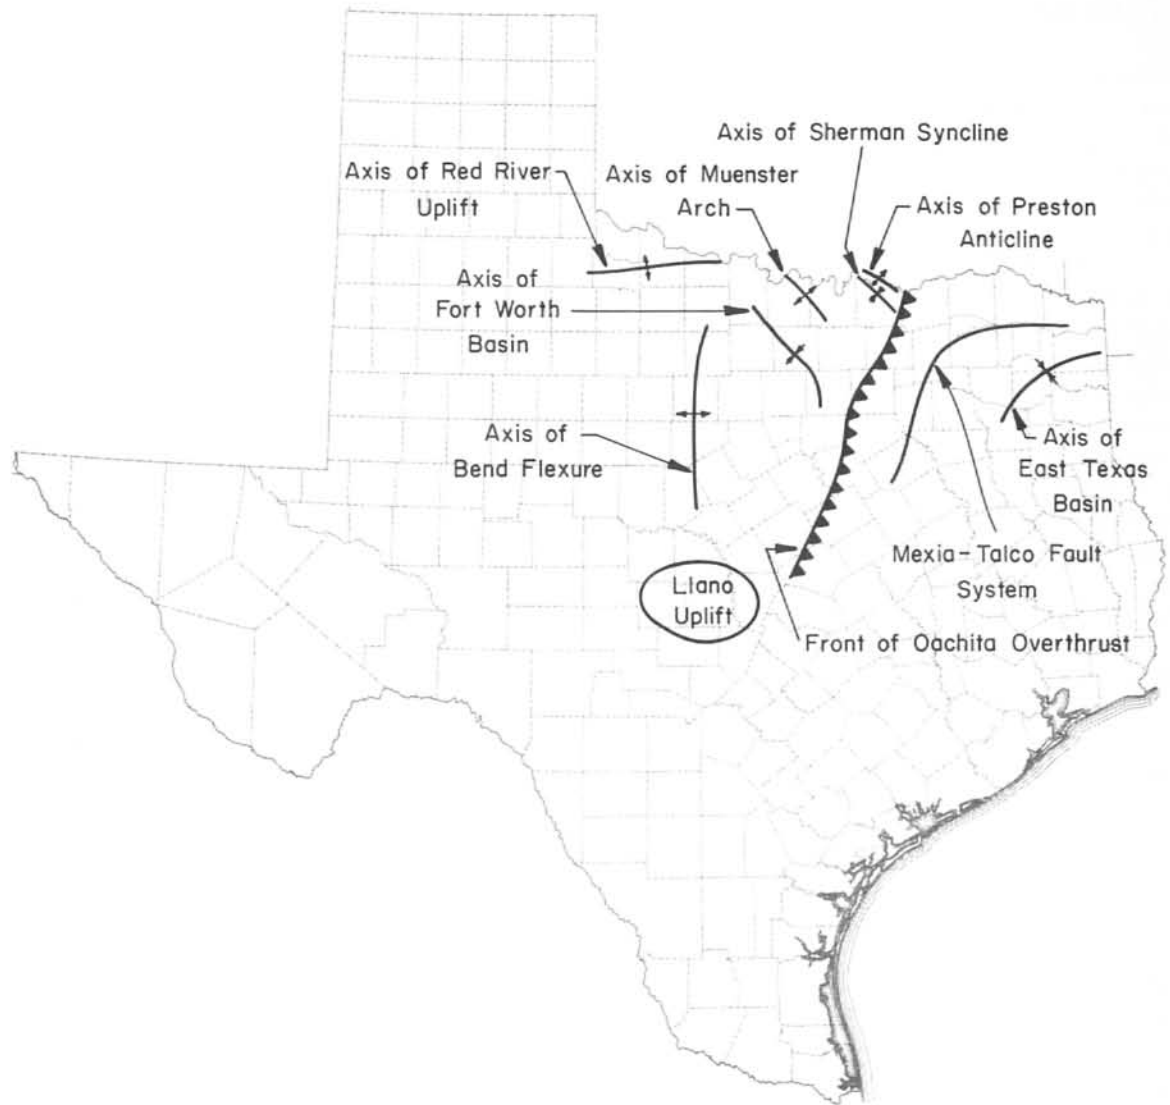 Axis of Sherman Syncline
Axis of Red River
Uplift
Axis of Muenster
Arch
Axis of Preston
Anticline
Axis of
Fort Worth
Basin
Axis of
Bend Flexure
Axis of
East Texas
Basin
Mexia-Talco Fault
System
Llano
Uplift
Front of Oachita Overthrust